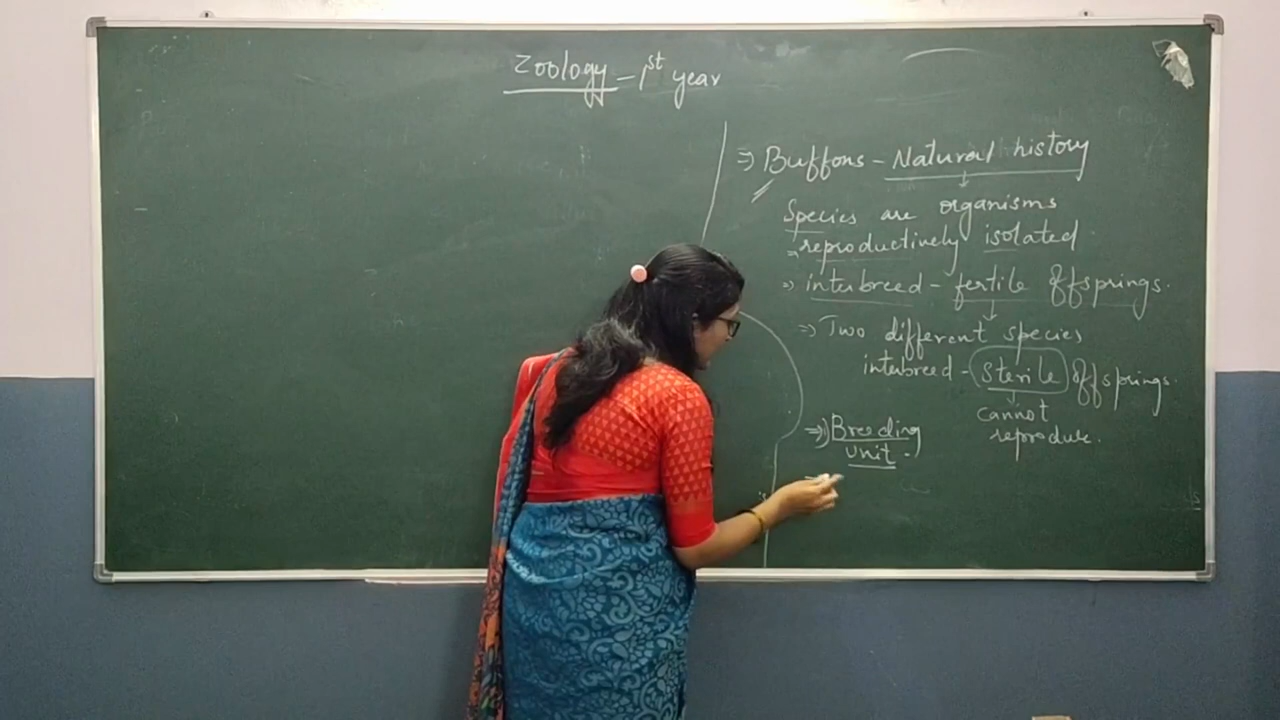 Zoology - 1st year
⇒ Buffons - Natural history
Species are organisms
→ reproductively isolated.
⇒ interbreed - fertile offsprings.
⇒ Two different species
interbreed - Sterile offsprings.
cannot
reproduce.
⇒ Breeding
unit.